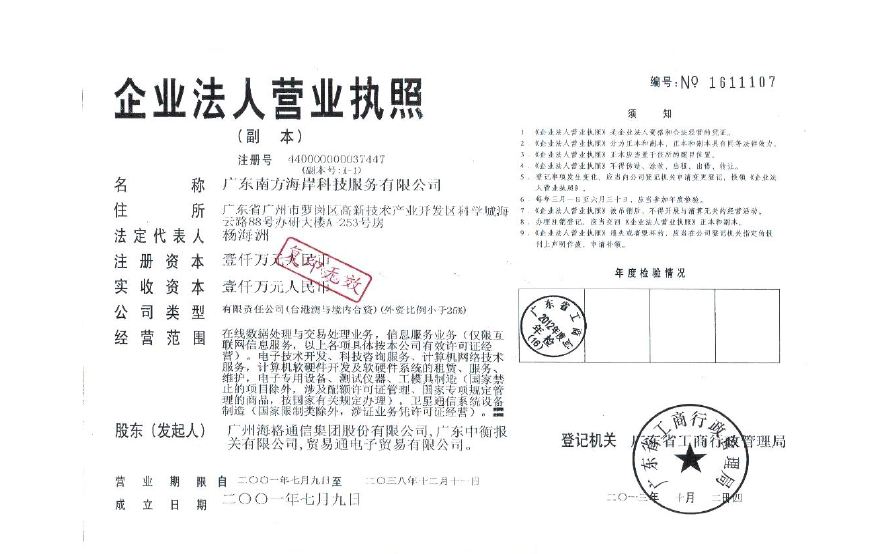 企业法人营业执照
(副 本)
注册号 440000000037447
(副本号:1-1)
名 称 广东南方海岸科技服务有限公司
住 所 广东省广州市萝岗区高新技术产业开发区科学城海
云路88号办研大楼A 253号房
法定代表人 杨海洲
注 册 资 本 壹仟万元人民币
实 收 资 本 壹仟万元人民币
复印无效
公 司 类 型 有限责任公司(台港澳与境内合资)(外资比例小于25%)
经 营 范 围 在线数据处理与交易处理业务, 信息服务业务 (仅限互
联网信息服务, 以上各项具体按本公司有效许可证经
营)。电子技术开发、科技咨询服务、计算机网络技术
服务, 计算机软硬件开发及软硬件系统的租赁、服务、
维护, 电子专用设备、测试仪器、工模具制造 (国家禁
止的项目除外, 涉及配额许可证管理、国家专项规定管
理的商品, 按国家有关规定办理)。卫星通信系统设备
制造 (国家限制类除外, 涉证业务凭许可证经营)。
股东 (发起人) 广州海格通信集团股份有限公司,广东中衡报
关有限公司,贸易通电子贸易有限公司。
营 业 期 限 自 二〇〇一年七月九日至 二〇三八年十二月十一日
成 立 日 期 二〇〇一年七月九日
编号:№ 1611107
须 知
1. 《企业法人营业执照》是企业法人资格和合法经营的凭证。
2. 《企业法人营业执照》分为正本和副本, 正本和副本具有同等法律效力。
3. 《企业法人营业执照》正本应当置于住所的醒目位置。
4. 《企业法人营业执照》不得伪造、涂改、出租、出借、转让。
5. 登记事项发生变化, 应当向公司登记机关申请变更登记, 换领《企业法
人营业执照》。
6. 每年三月一日至六月三十日, 应当参加年度检验。
7. 《企业法人营业执照》被吊销后, 不得开展与清算无关的经营活动。
8. 办理注销登记, 应当交回《企业法人营业执照》正本和副本。
9. 《企业法人营业执照》遗失或者毁坏的, 应当在公司登记机关指定的报
刊上声明作废, 申请补领。
年度检验情况
广东省工商
2012年度
年检
(16)
登记机关 广东省工商行政管理局
广东省工商行政管理局
二〇一三年 十月 二四